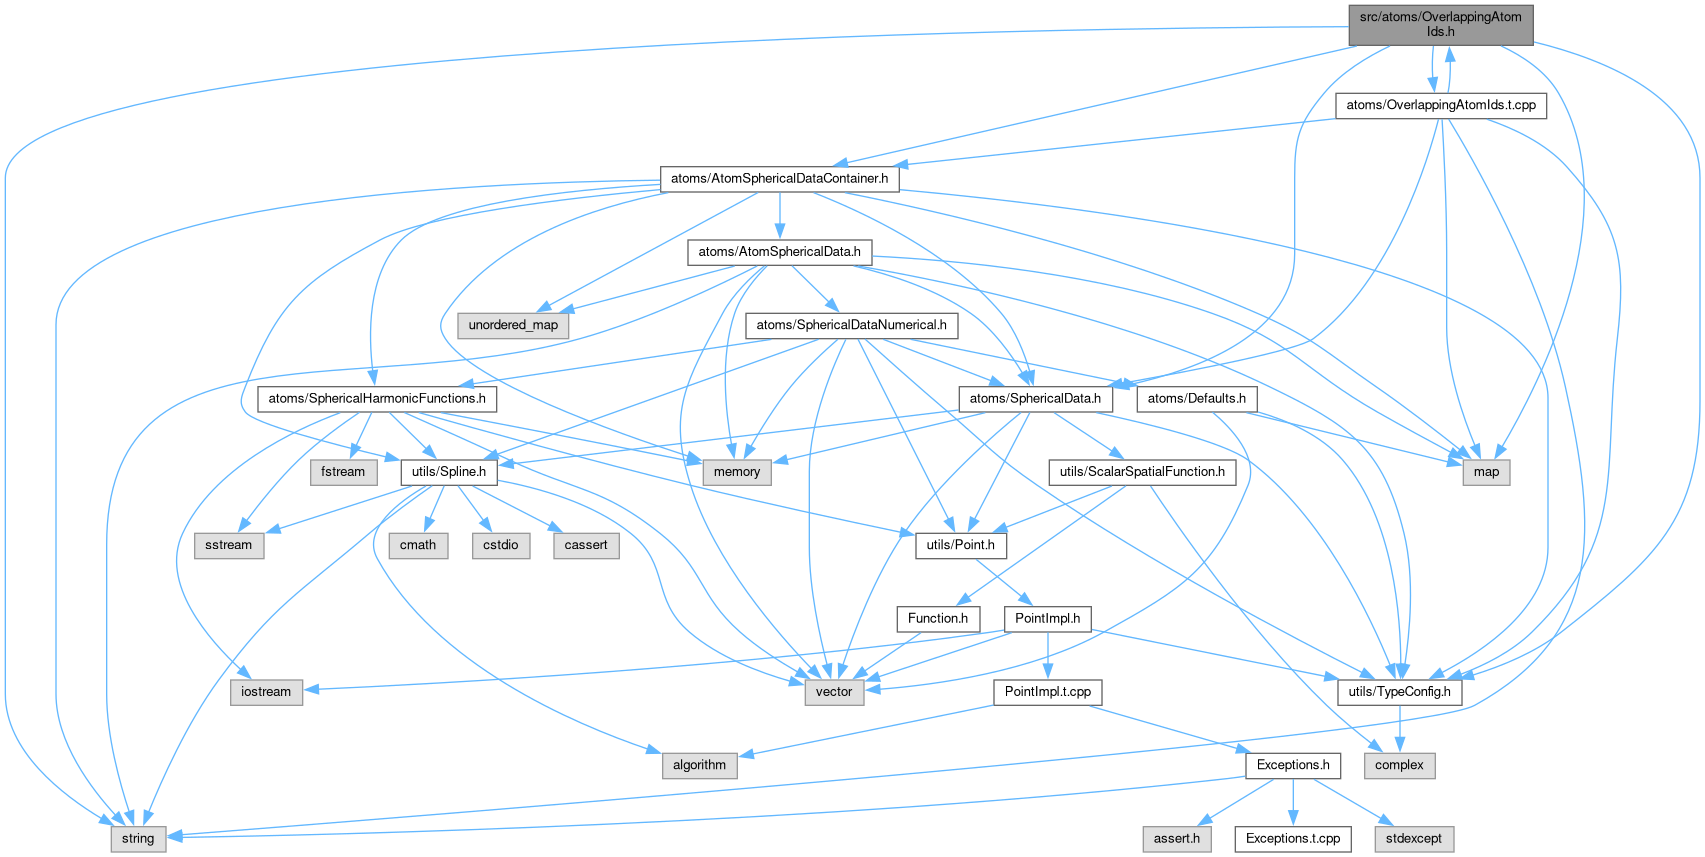 src/atoms/OverlappingAtom
Ids.h
atoms/OverlappingAtomIds.t.cpp
atoms/AtomSphericalDataContainer.h
atoms/AtomSphericalData.h
unordered_map
atoms/SphericalDataNumerical.h
atoms/SphericalHarmonicFunctions.h
atoms/SphericalData.h
atoms/Defaults.h
fstream
utils/Spline.h
memory
utils/ScalarSpatialFunction.h
map
sstream
cmath
cstdio
cassert
utils/Point.h
Function.h
PointImpl.h
iostream
vector
PointImpl.t.cpp
utils/TypeConfig.h
algorithm
Exceptions.h
complex
string
assert.h
Exceptions.t.cpp
stdexcept